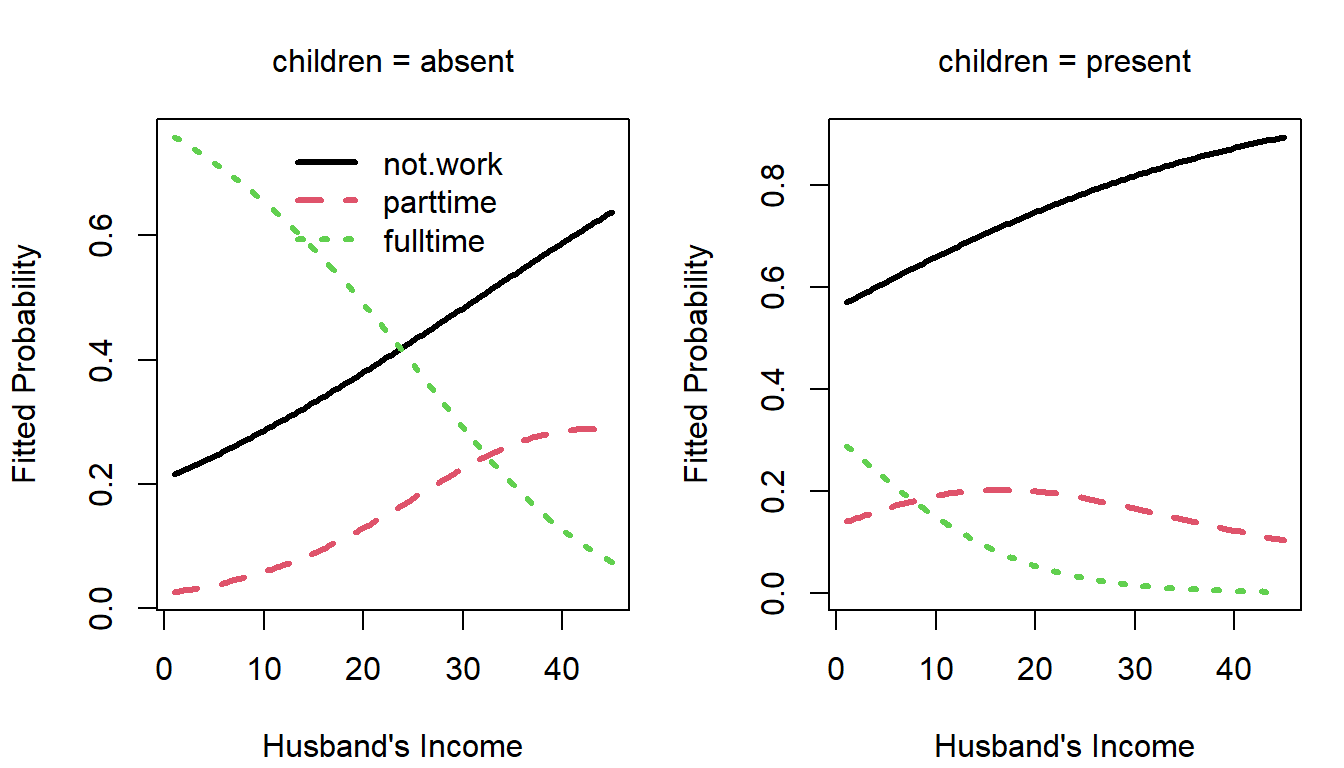 children = absent
not.work
parttime
fulltime
Fitted Probability
0.0
0.2
0.4
0.6
0 10 20 30 40
Husband's Income
children = present
Fitted Probability
0.0
0.2
0.4
0.6
0.8
0 10 20 30 40
Husband's Income